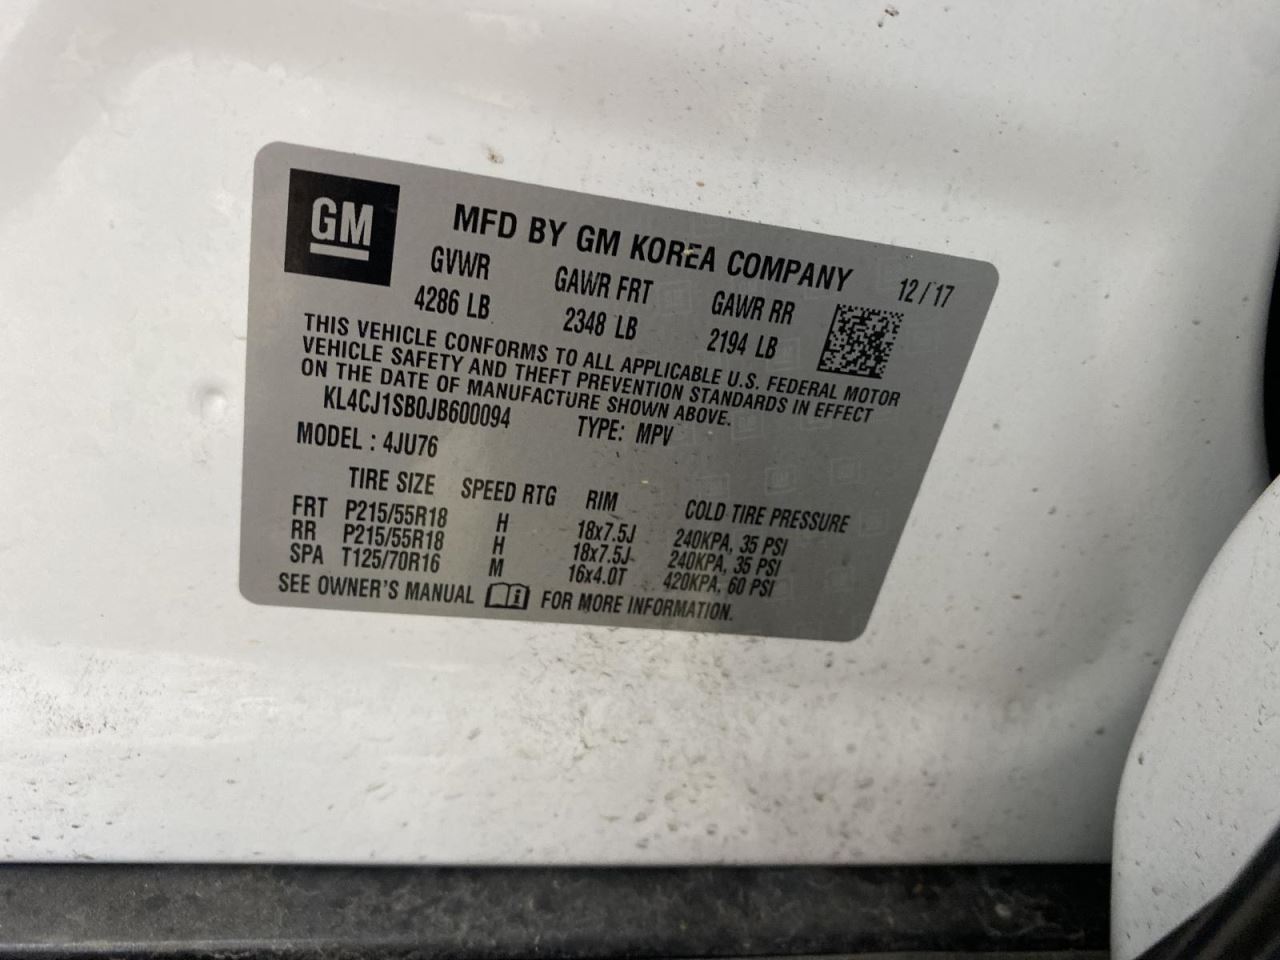 GM
MFD BY GM KOREA COMPANY
12/17
GVWR GAWR FRT GAWR RR
4286 LB 2348 LB 2194 LB
THIS VEHICLE CONFORMS TO ALL APPLICABLE U.S. FEDERAL MOTOR
VEHICLE SAFETY AND THEFT PREVENTION STANDARDS IN EFFECT
ON THE DATE OF MANUFACTURE SHOWN ABOVE.
KL4CJ1SB0JB600094 TYPE: MPV
MODEL : 4JU76
TIRE SIZE SPEED RTG RIM COLD TIRE PRESSURE
FRT P215/55R18 H 18x7.5J 240KPA, 35 PSI
RR P215/55R18 H 18x7.5J 240KPA, 35 PSI
SPA T125/70R16 M 16x4.0T 420KPA, 60 PSI
SEE OWNER'S MANUAL i FOR MORE INFORMATION.